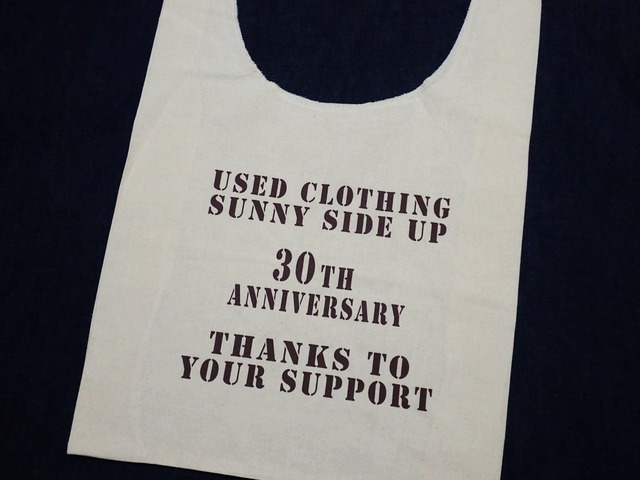 USED CLOTHING
SUNNY SIDE UP
30TH
ANNIVERSARY
THANKS TO
YOUR SUPPORT